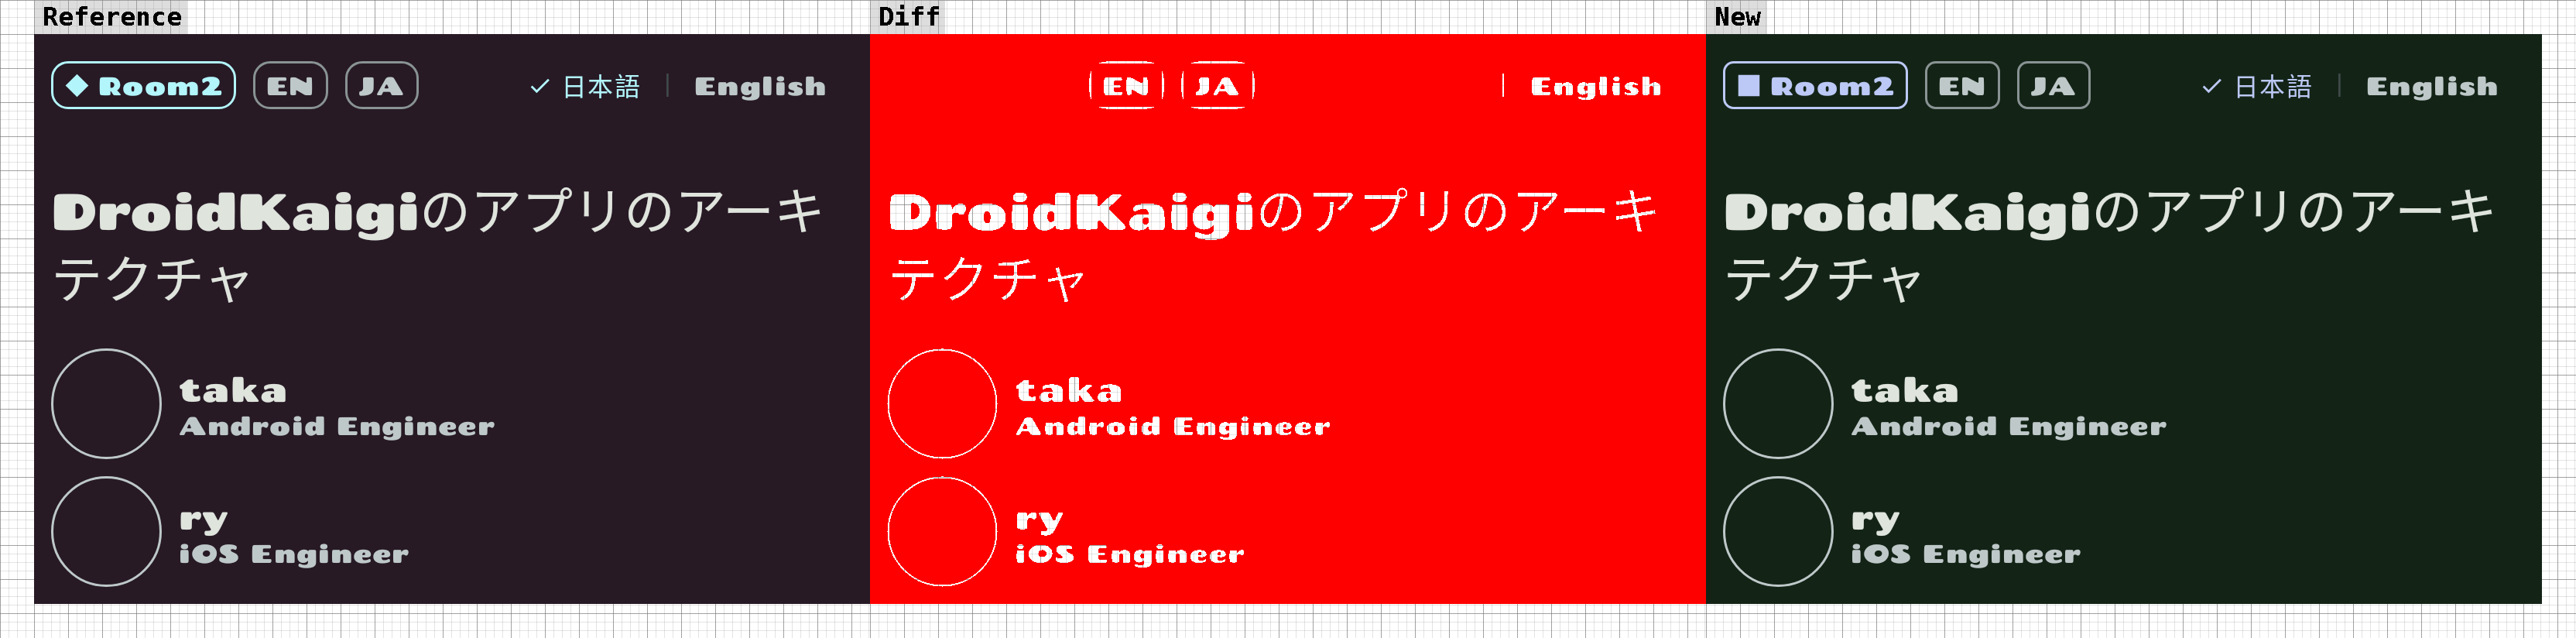 Reference
Diff
New
Room2 EN JA 日本語 English
DroidKaigiのアプリのアーキ
テクチャ
taka
Android Engineer
ry
iOS Engineer
EN JA English
DroidKaigiのアプリのアーキ
テクチャ
taka
Android Engineer
ry
iOS Engineer
Room2 EN JA 日本語 English
DroidKaigiのアプリのアーキ
テクチャ
taka
Android Engineer
ry
iOS Engineer